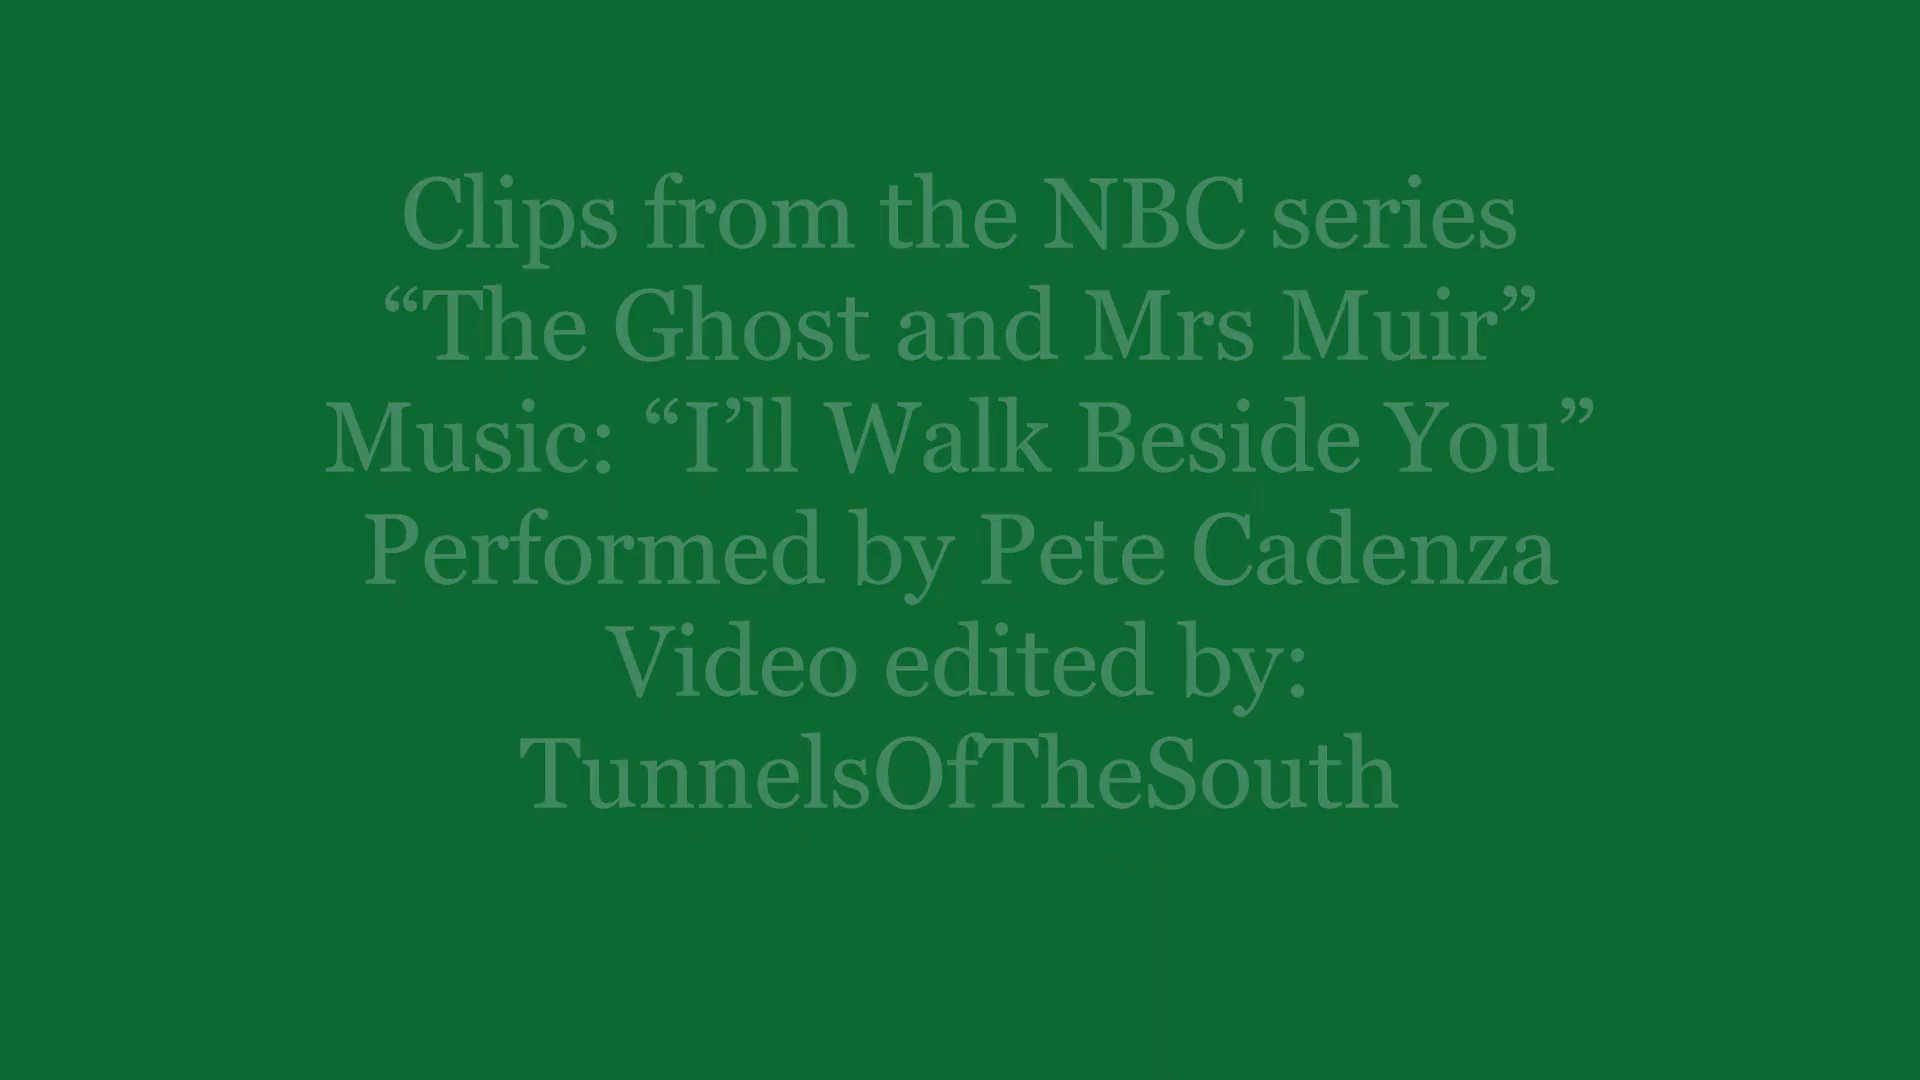 Clips from the NBC series
“The Ghost and Mrs Muir”
Music: “I’ll Walk Beside You”
Performed by Pete Cadenza
Video edited by:
TunnelsOfTheSouth